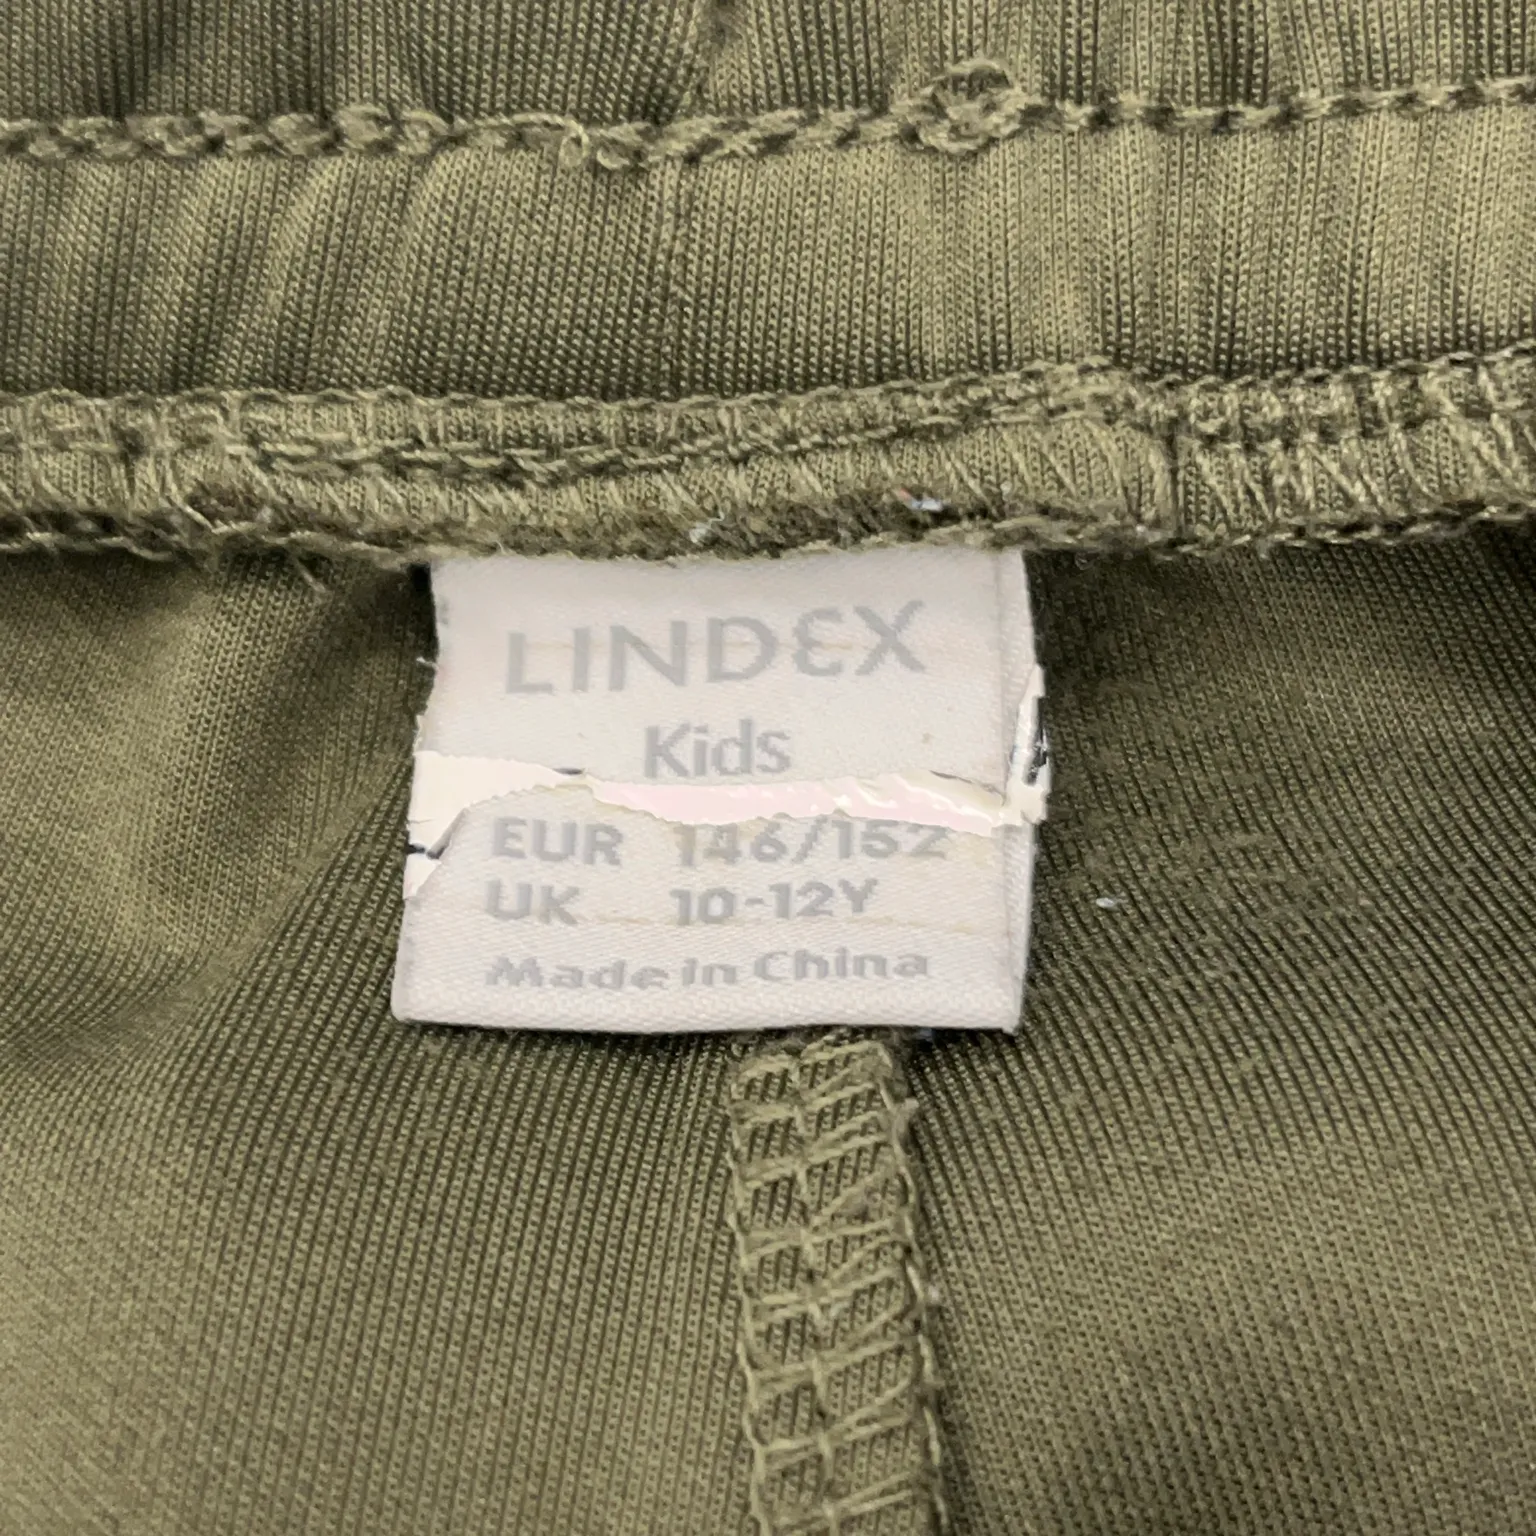 LINDEX
Kids
EUR 146/152
UK 10-12Y
Made in China